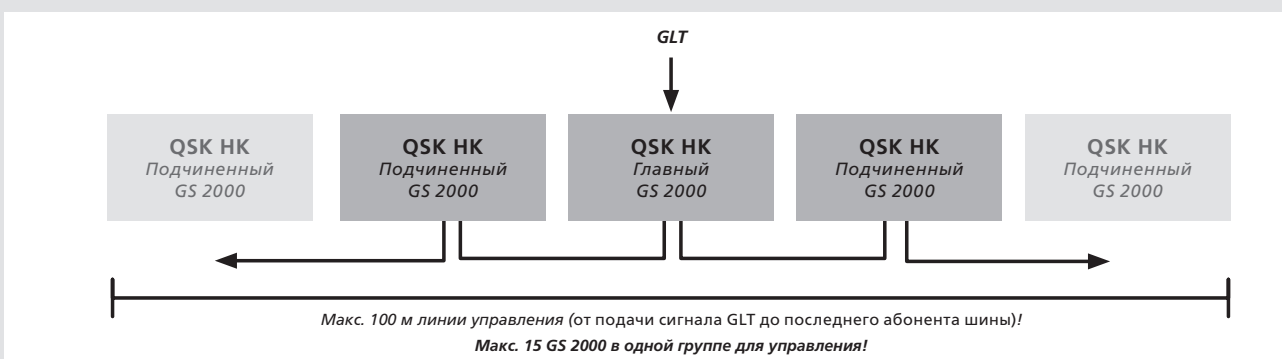 GLT
QSK HK
Подчиненный
GS 2000
QSK HK
Подчиненный
GS 2000
QSK HK
Главный
GS 2000
QSK HK
Подчиненный
GS 2000
QSK HK
Подчиненный
GS 2000
Макс. 100 м линии управления (от подачи сигнала GLT до последнего абонента шины)!
Макс. 15 GS 2000 в одной группе для управления!